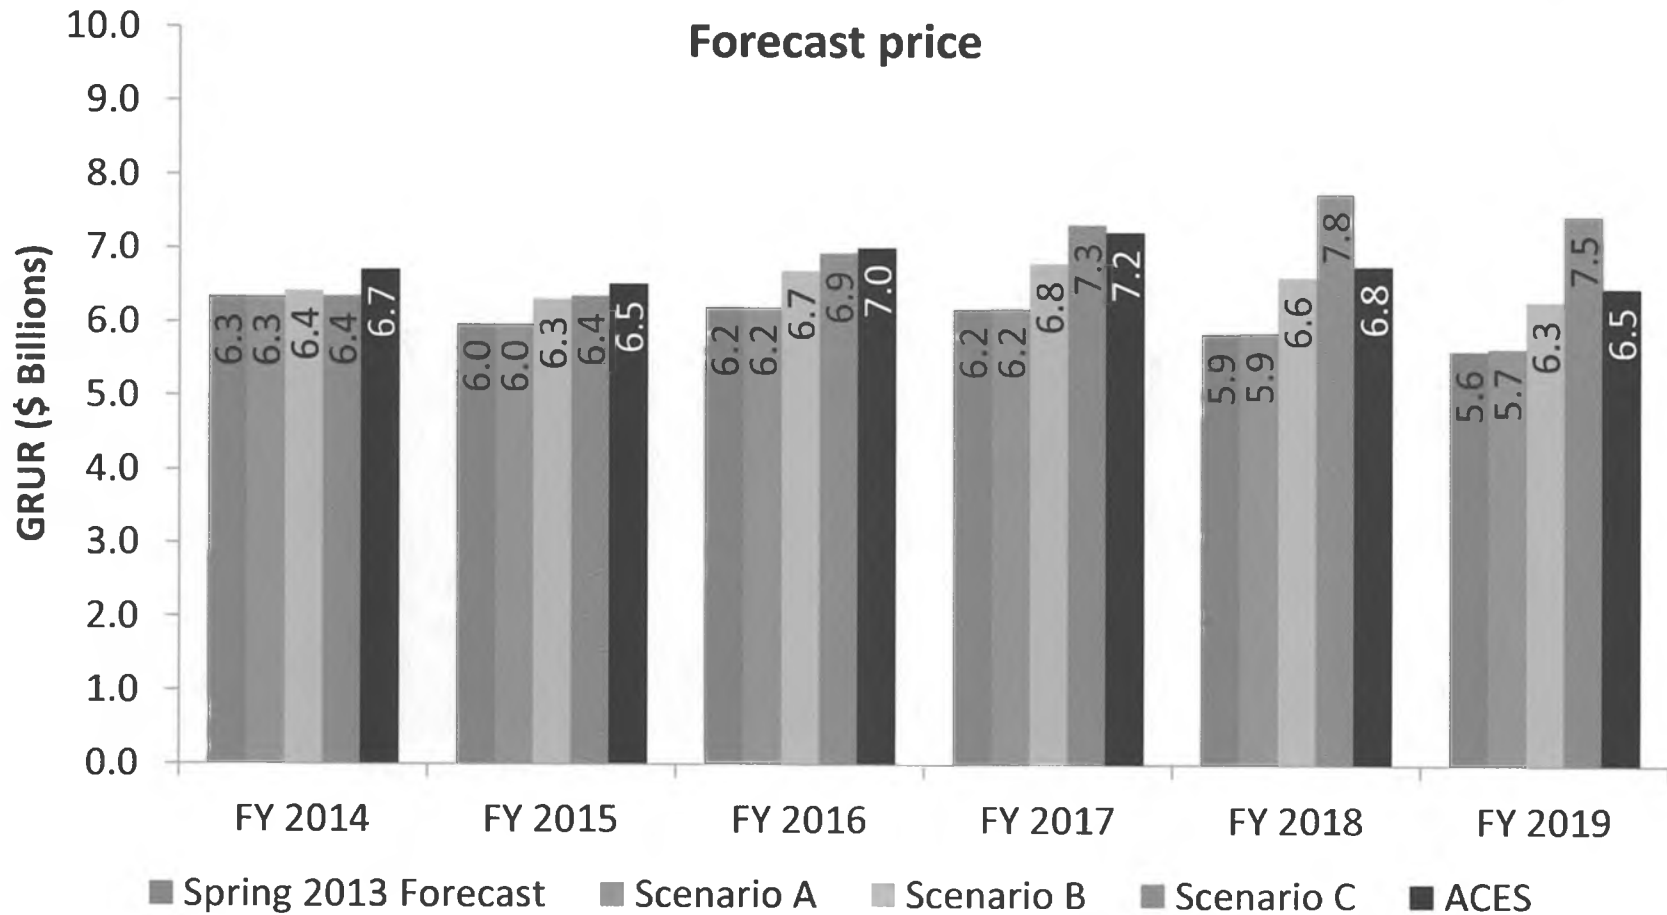 Forecast price
10.0
9.0
8.0
7.0
6.0
5.0
4.0
3.0
2.0
1.0
0.0
GRUR ($ Billions)
6.3 6.3 6.4 6.4 6.7
6.0 6.0 6.3 6.4 6.5
6.2 6.2 6.7 6.9 7.0
6.2 6.2 6.8 7.3 7.2
5.9 5.9 6.6 7.8 6.8
5.6 5.7 6.3 7.5 6.5
FY 2014 FY 2015 FY 2016 FY 2017 FY 2018 FY 2019
Spring 2013 Forecast Scenario A Scenario B Scenario C ACES